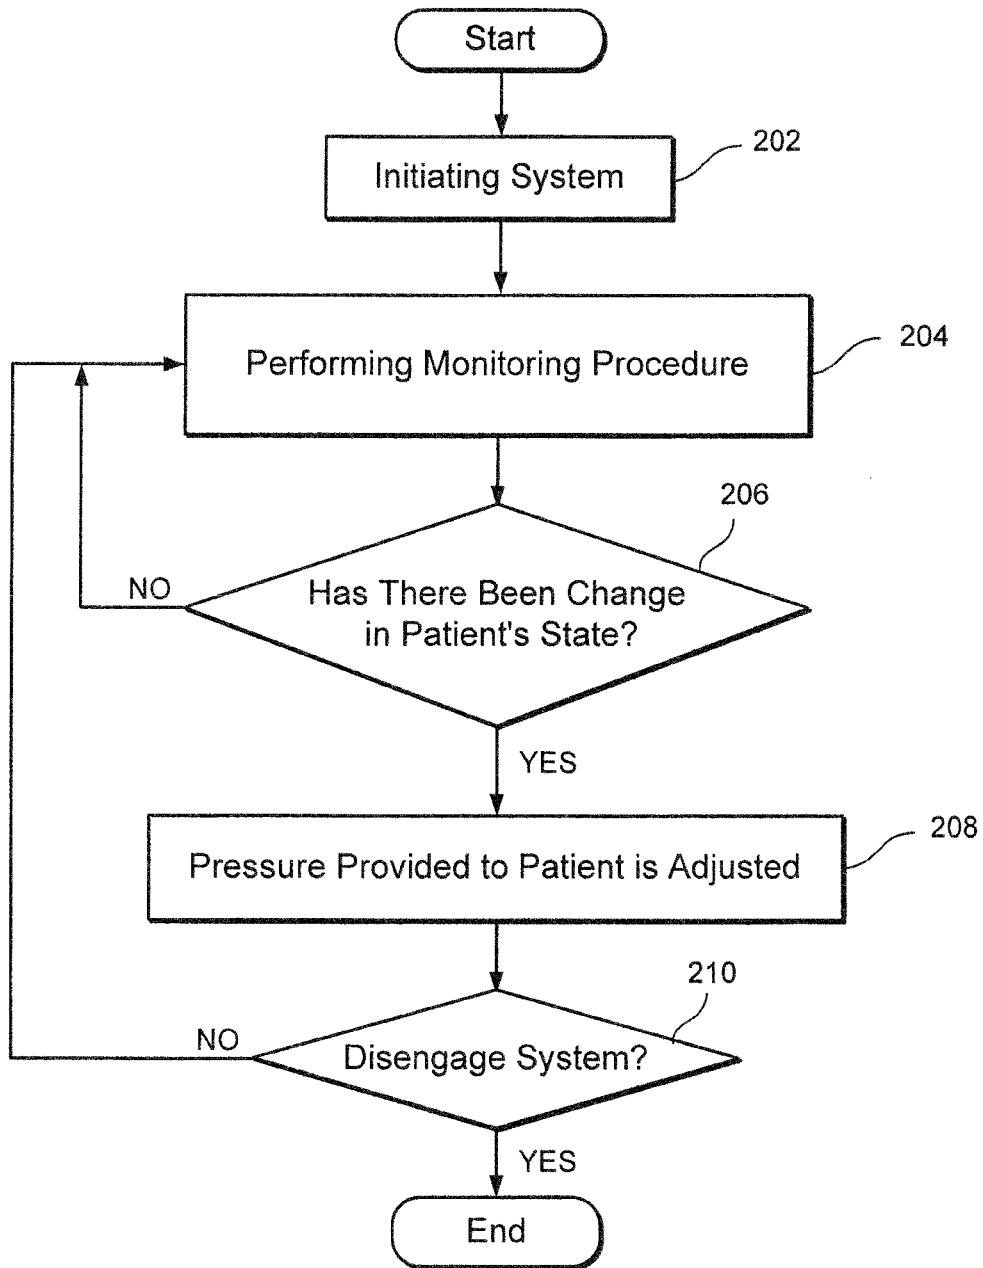 Start
202
Initiating System
204
Performing Monitoring Procedure
206
NO
Has There Been Change
in Patient's State?
YES
208
Pressure Provided to Patient is Adjusted
210
NO
Disengage System?
YES
End